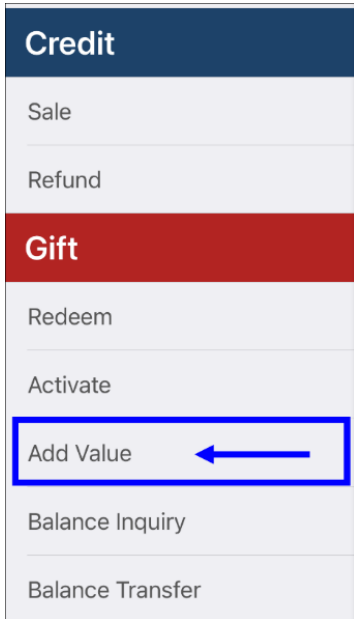 Credit
Sale
Refund
Gift
Redeem
Activate
Add Value
Balance Inquiry
Balance Transfer